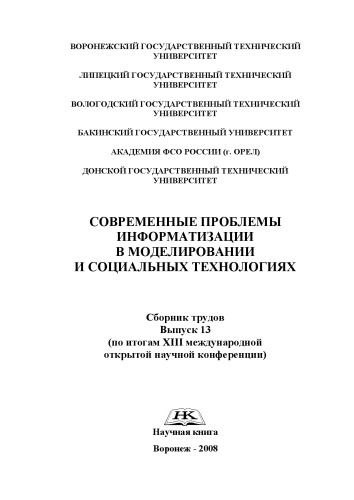 ВОРОНЕЖСКИЙ ГОСУДАРСТВЕННЫЙ ТЕХНИЧЕСКИЙ
УНИВЕРСИТЕТ
ЛИПЕЦКИЙ ГОСУДАРСТВЕННЫЙ ТЕХНИЧЕСКИЙ
УНИВЕРСИТЕТ
ВОЛОГОДСКИЙ ГОСУДАРСТВЕННЫЙ ТЕХНИЧЕСКИЙ
УНИВЕРСИТЕТ
БАКИНСКИЙ ГОСУДАРСТВЕННЫЙ УНИВЕРСИТЕТ
АКАДЕМИЯ ФСО РОССИИ (г. ОРЕЛ)
ДОНСКОЙ ГОСУДАРСТВЕННЫЙ ТЕХНИЧЕСКИЙ
УНИВЕРСИТЕТ
СОВРЕМЕННЫЕ ПРОБЛЕМЫ
ИНФОРМАТИЗАЦИИ
В МОДЕЛИРОВАНИИ
И СОЦИАЛЬНЫХ ТЕХНОЛОГИЯХ
Сборник трудов
Выпуск 13
(по итогам XIII международной
открытой научной конференции)
НК
Научная книга
Воронеж - 2008